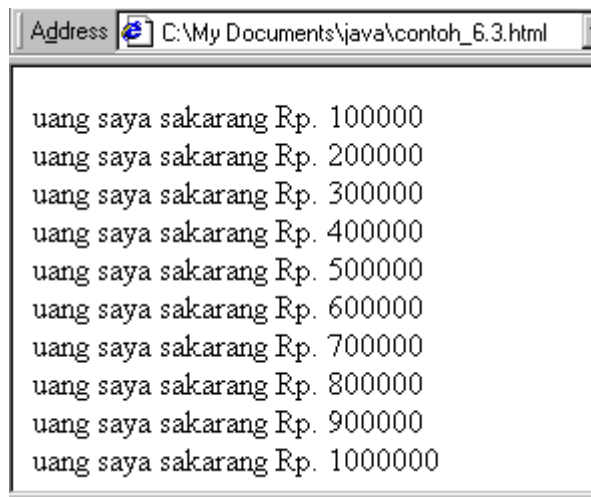 Address C:\My Documents\java\contoh_6.3.html
uang saya sakarang Rp. 100000
uang saya sakarang Rp. 200000
uang saya sakarang Rp. 300000
uang saya sakarang Rp. 400000
uang saya sakarang Rp. 500000
uang saya sakarang Rp. 600000
uang saya sakarang Rp. 700000
uang saya sakarang Rp. 800000
uang saya sakarang Rp. 900000
uang saya sakarang Rp. 1000000